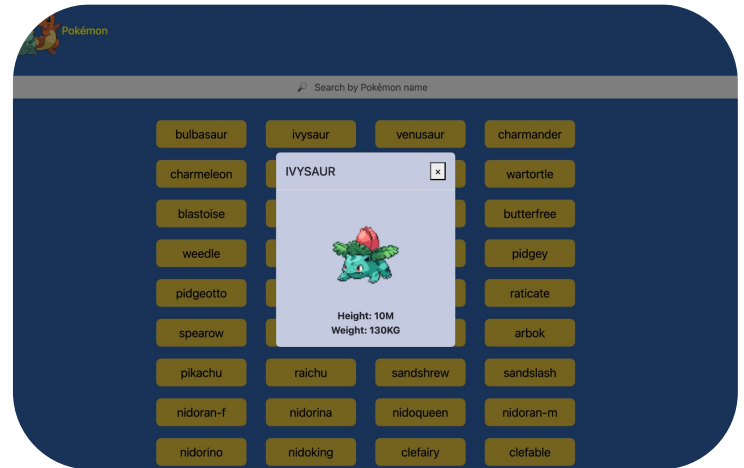 Pokémon
🔎 Search by Pokémon name
bulbasaur ivysaur venusaur charmander
charmeleon wartortle
IVYSAUR ×
blastoise butterfree
weedle pidgey
pidgeotto raticate
Height: 10M
Weight: 130KG
spearow arbok
pikachu raichu sandshrew sandslash
nidoran-f nidorina nidoqueen nidoran-m
nidorino nidoking clefairy clefable